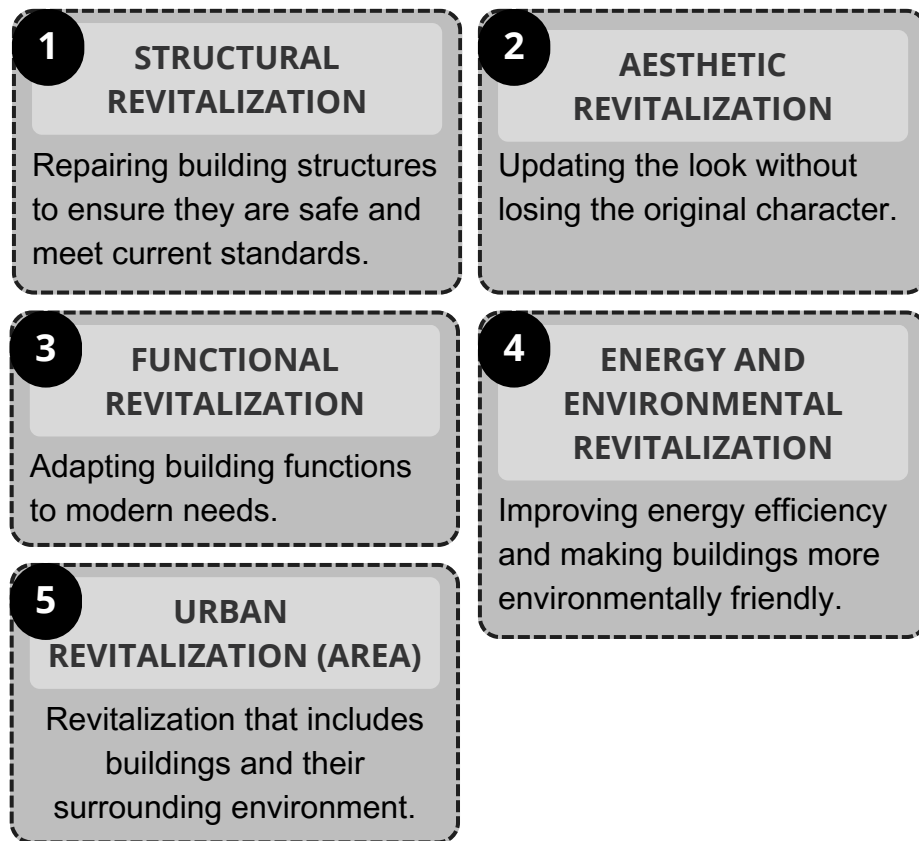 1
STRUCTURAL
REVITALIZATION
Repairing building structures
to ensure they are safe and
meet current standards.
2
AESTHETIC
REVITALIZATION
Updating the look without
losing the original character.
3
FUNCTIONAL
REVITALIZATION
Adapting building functions
to modern needs.
4
ENERGY AND
ENVIRONMENTAL
REVITALIZATION
Improving energy efficiency
and making buildings more
environmentally friendly.
5
URBAN
REVITALIZATION (AREA)
Revitalization that includes
buildings and their
surrounding environment.